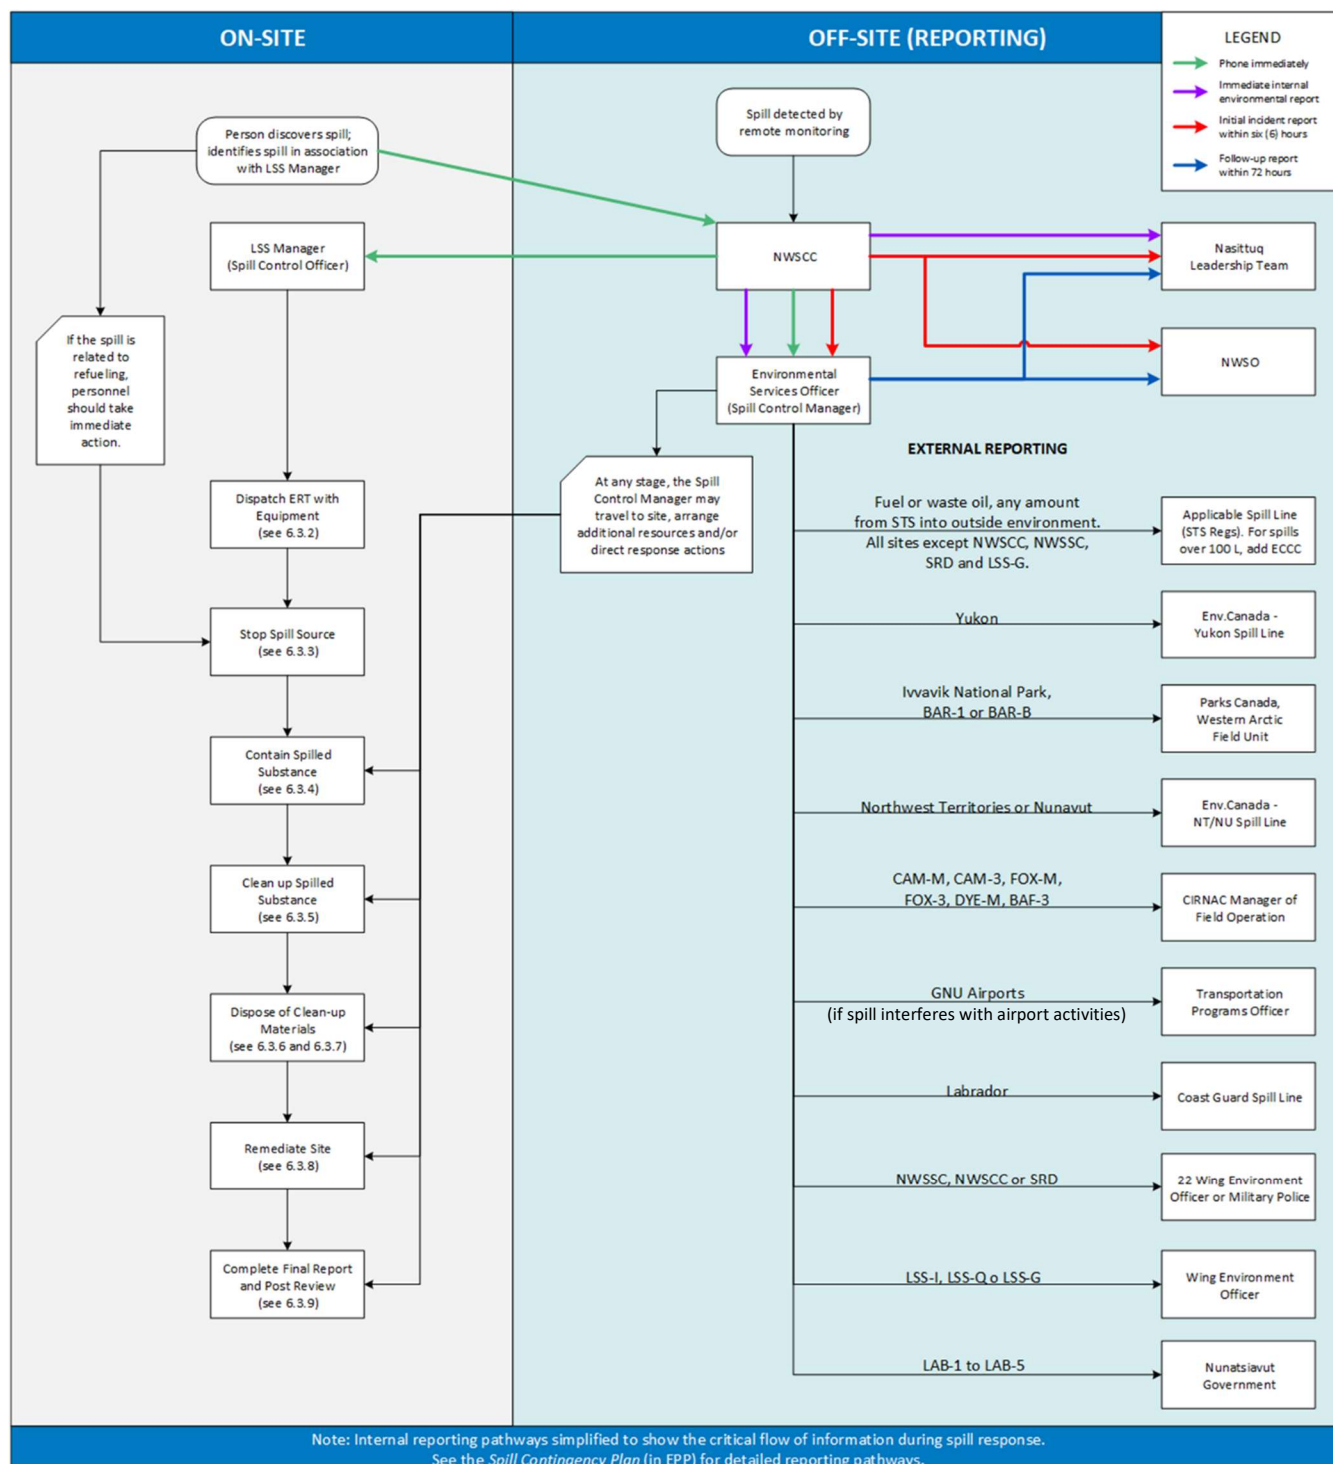 ON-SITE
OFF-SITE (REPORTING)
LEGEND
Phone immediately
Immediate internal
environmental report
Initial incident report
within six (6) hours
Follow-up report
within 72 hours
Person discovers spill;
identifies spill in association
with LSS Manager
Spill detected by
remote monitoring
LSS Manager
(Spill Control Officer)
NWSCC
Nasittuq
Leadership Team
If the spill is
related to
refueling,
personnel
should take
immediate
action.
NWSO
Environmental
Services Officer
(Spill Control Manager)
EXTERNAL REPORTING
At any stage, the Spill
Control Manager may
travel to site, arrange
additional resources and/or
direct response actions
Dispatch ERT with
Equipment
(see 6.3.2)
Fuel or waste oil, any amount
from STS into outside environment.
All sites except NWSCC, NWSSC,
SRD and LSS-G.
Applicable Spill Line
(STS Regs). For spills
over 100 L, add ECCC
Stop Spill Source
(see 6.3.3)
Yukon
Env.Canada -
Yukon Spill Line
Ivvavik National Park,
BAR-1 or BAR-B
Parks Canada,
Western Arctic
Field Unit
Contain Spilled
Substance
(see 6.3.4)
Northwest Territories or Nunavut
Env.Canada -
NT/NU Spill Line
Clean up Spilled
Substance
(see 6.3.5)
CAM-M, CAM-3, FOX-M,
FOX-3, DYE-M, BAF-3
CIRNAC Manager of
Field Operation
Dispose of Clean-up
Materials
(see 6.3.6 and 6.3.7)
GNU Airports
(if spill interferes with airport activities)
Transportation
Programs Officer
Labrador
Coast Guard Spill Line
Remediate Site
(see 6.3.8)
NWSSC, NWSCC or SRD
22 Wing Environment
Officer or Military Police
Complete Final Report
and Post Review
(see 6.3.9)
LSS-I, LSS-Q o LSS-G
Wing Environment
Officer
LAB-1 to LAB-5
Nunatsiavut
Government
Note: Internal reporting pathways simplified to show the critical flow of information during spill response.
See the Spill Contingency Plan (in EPP) for detailed reporting pathways.